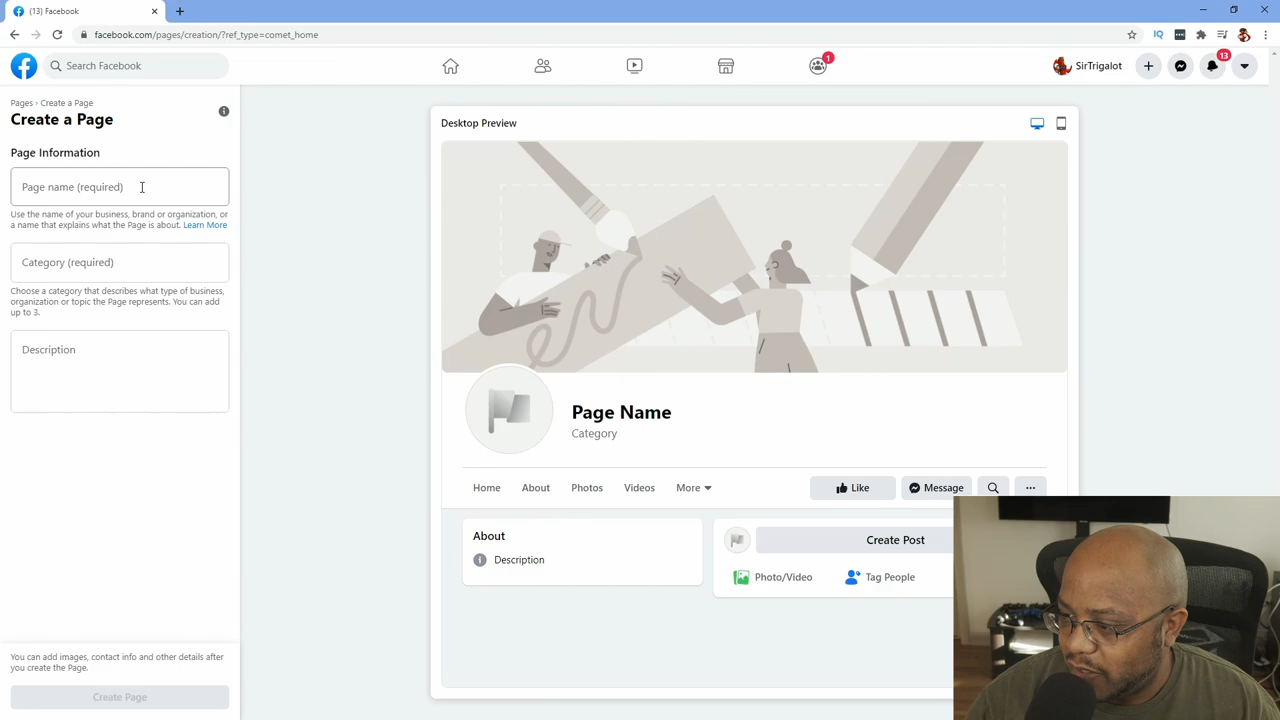 (13) Facebook
facebook.com/pages/creation/?ref_type=comet_home
IQ
Search Facebook
1
SirTrigalot
13
Pages › Create a Page
Create a Page
Page Information
Page name (required)
Use the name of your business, brand or organization, or
a name that explains what the Page is about. Learn More
Category (required)
Choose a category that describes what type of business,
organization or topic the Page represents. You can add
up to 3.
Description
You can add images, contact info and other details after
you create the Page.
Create Page
Desktop Preview
Page Name
Category
Home
About
Photos
Videos
More
Like
Message
About
Description
Create Post
Photo/Video
Tag People